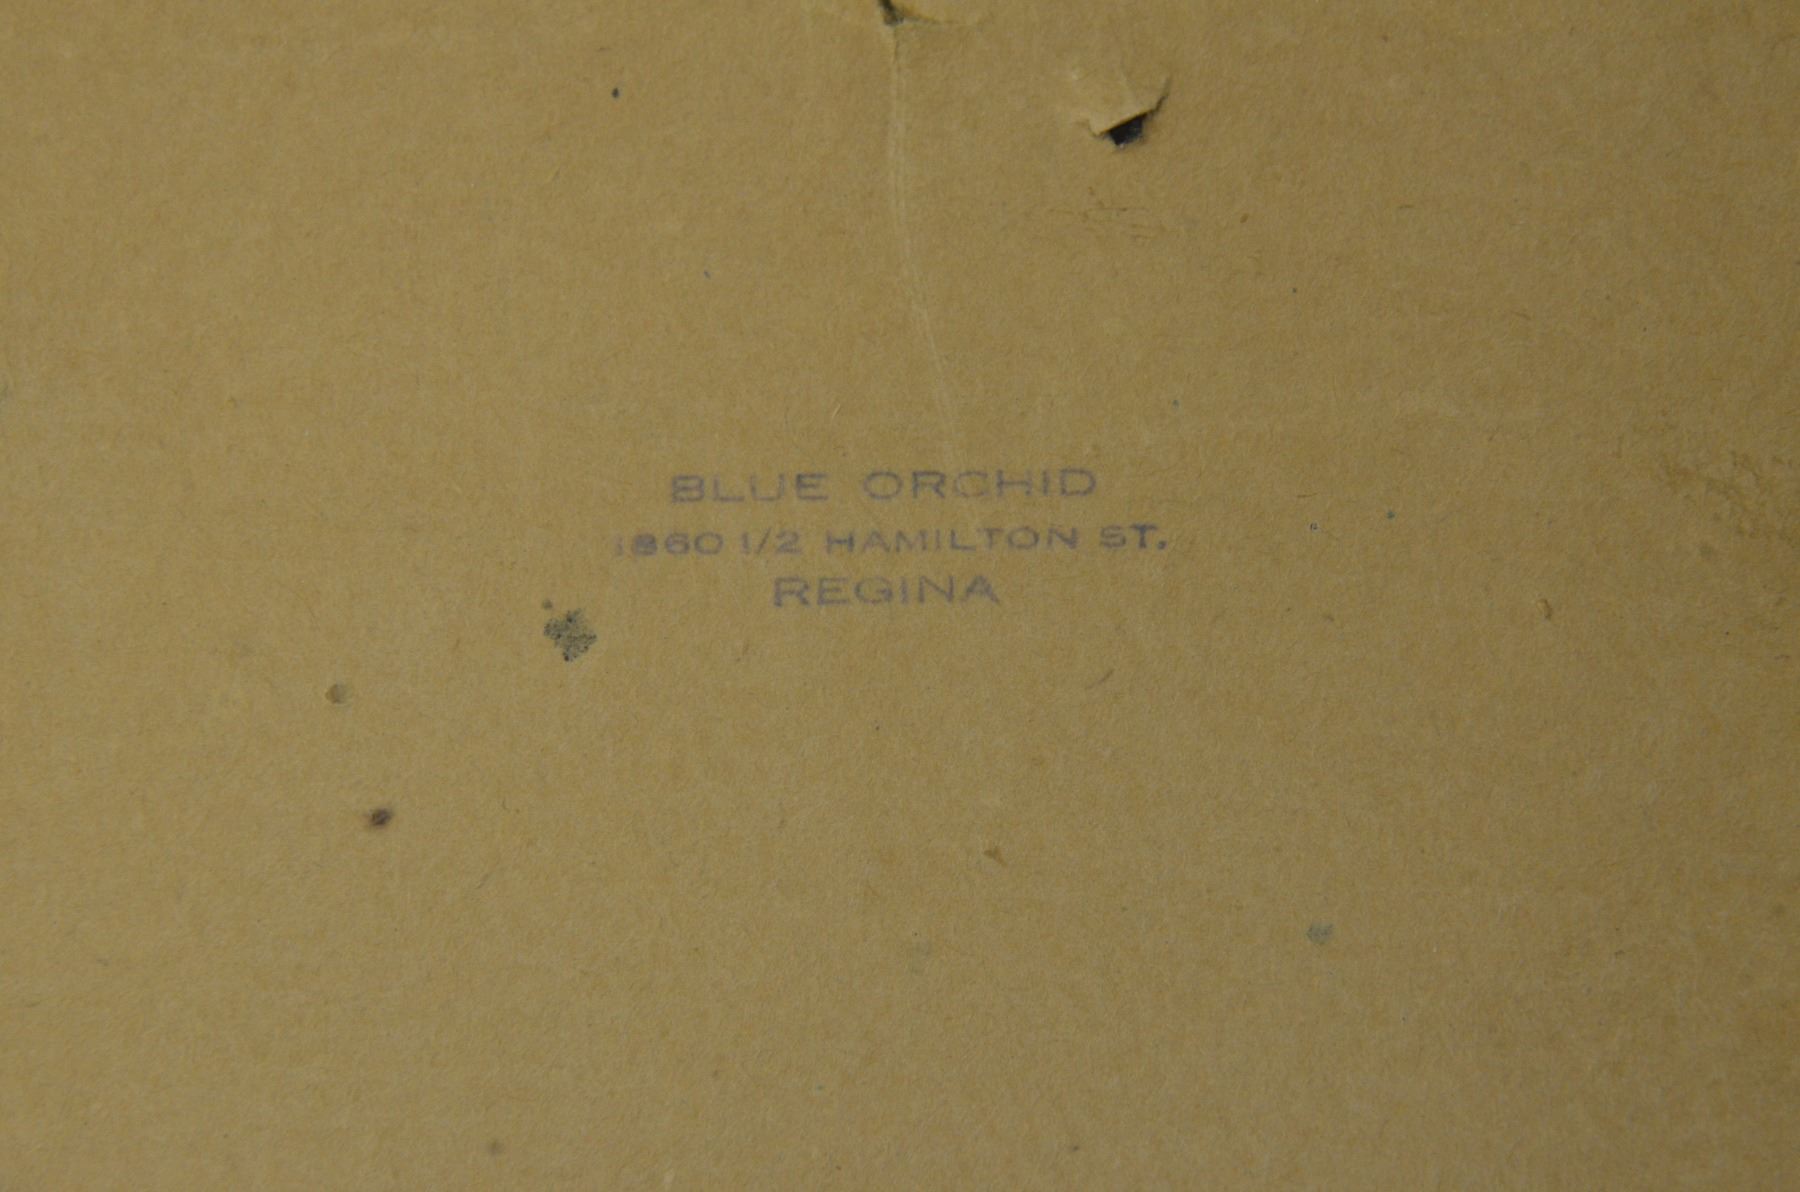 BLUE ORCHID
1860 1/2 HAMILTON ST.
REGINA